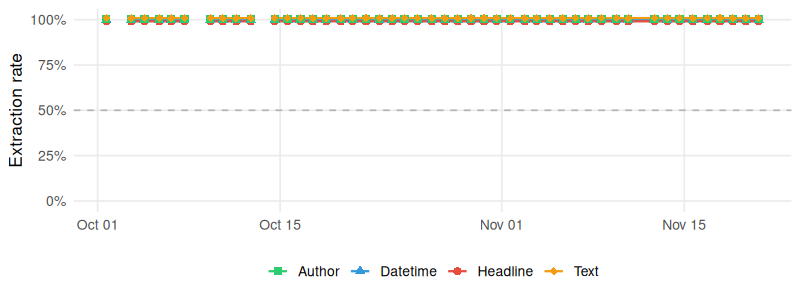 100%
75%
50%
25%
0%
Extraction rate
Oct 01 Oct 15 Nov 01 Nov 15
Author Datetime Headline Text